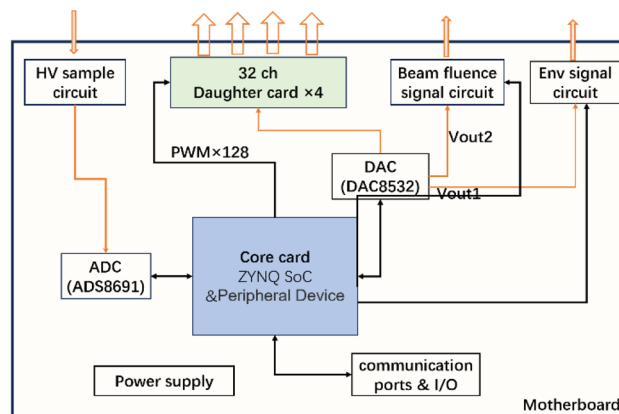 HV sample
circuit
32 ch
Daughter card ×4
Beam fluence
signal circuit
Env signal
circuit
Vout2
PWM×128
DAC
(DAC8532)
Vout1
Core card
ZYNQ SoC
&Peripheral Device
ADC
(ADS8691)
communication
ports & I/O
Power supply
Motherboard